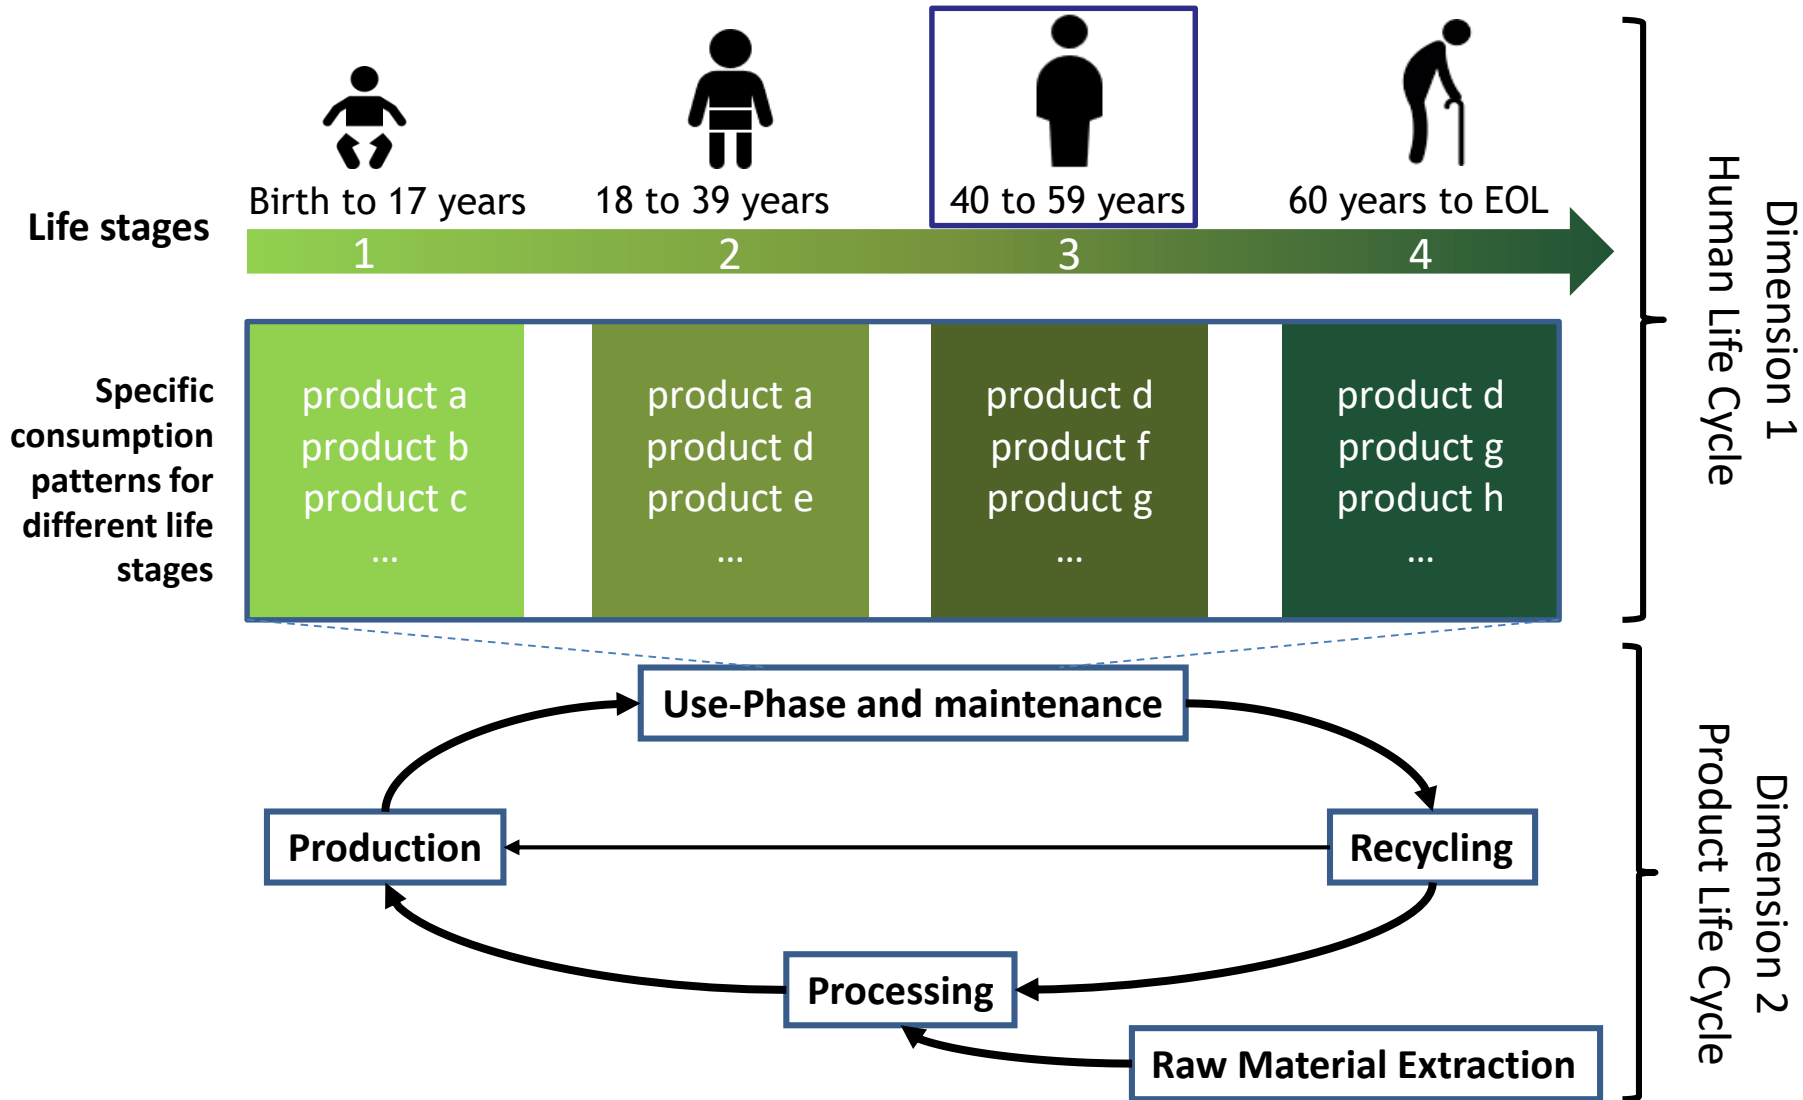 Birth to 17 years
18 to 39 years
40 to 59 years
60 years to EOL
Life stages
1
2
3
4
Specific
consumption
patterns for
different life
stages
product a
product b
product c
...
product a
product d
product e
...
product d
product f
product g
...
product d
product g
product h
...
Dimension 1
Human Life Cycle
Use-Phase and maintenance
Production
Recycling
Processing
Raw Material Extraction
Dimension 2
Product Life Cycle